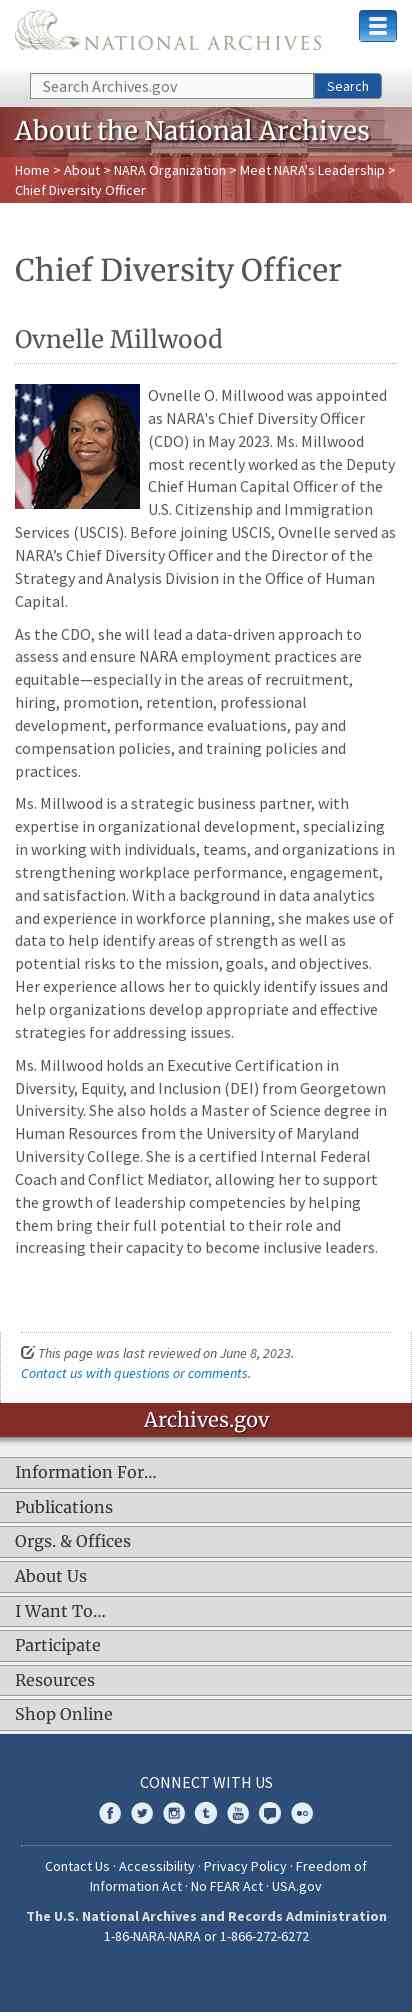 NATIONAL ARCHIVES
Search Archives.gov
Search
About the National Archives
Home > About > NARA Organization > Meet NARA's Leadership >
Chief Diversity Officer
Chief Diversity Officer
Ovnelle Millwood
Ovnelle O. Millwood was appointed
as NARA's Chief Diversity Officer
(CDO) in May 2023. Ms. Millwood
most recently worked as the Deputy
Chief Human Capital Officer of the
U.S. Citizenship and Immigration
Services (USCIS). Before joining USCIS, Ovnelle served as
NARA's Chief Diversity Officer and the Director of the
Strategy and Analysis Division in the Office of Human
Capital.
As the CDO, she will lead a data-driven approach to
assess and ensure NARA employment practices are
equitable—especially in the areas of recruitment,
hiring, promotion, retention, professional
development, performance evaluations, pay and
compensation policies, and training policies and
practices.
Ms. Millwood is a strategic business partner, with
expertise in organizational development, specializing
in working with individuals, teams, and organizations in
strengthening workplace performance, engagement,
and satisfaction. With a background in data analytics
and experience in workforce planning, she makes use of
data to help identify areas of strength as well as
potential risks to the mission, goals, and objectives.
Her experience allows her to quickly identify issues and
help organizations develop appropriate and effective
strategies for addressing issues.
Ms. Millwood holds an Executive Certification in
Diversity, Equity, and Inclusion (DEI) from Georgetown
University. She also holds a Master of Science degree in
Human Resources from the University of Maryland
University College. She is a certified Internal Federal
Coach and Conflict Mediator, allowing her to support
the growth of leadership competencies by helping
them bring their full potential to their role and
increasing their capacity to become inclusive leaders.
This page was last reviewed on June 8, 2023.
Contact us with questions or comments.
Archives.gov
Information For…
Publications
Orgs. & Offices
About Us
I Want To…
Participate
Resources
Shop Online
CONNECT WITH US
Contact Us · Accessibility · Privacy Policy · Freedom of
Information Act · No FEAR Act · USA.gov
The U.S. National Archives and Records Administration
1-86-NARA-NARA or 1-866-272-6272